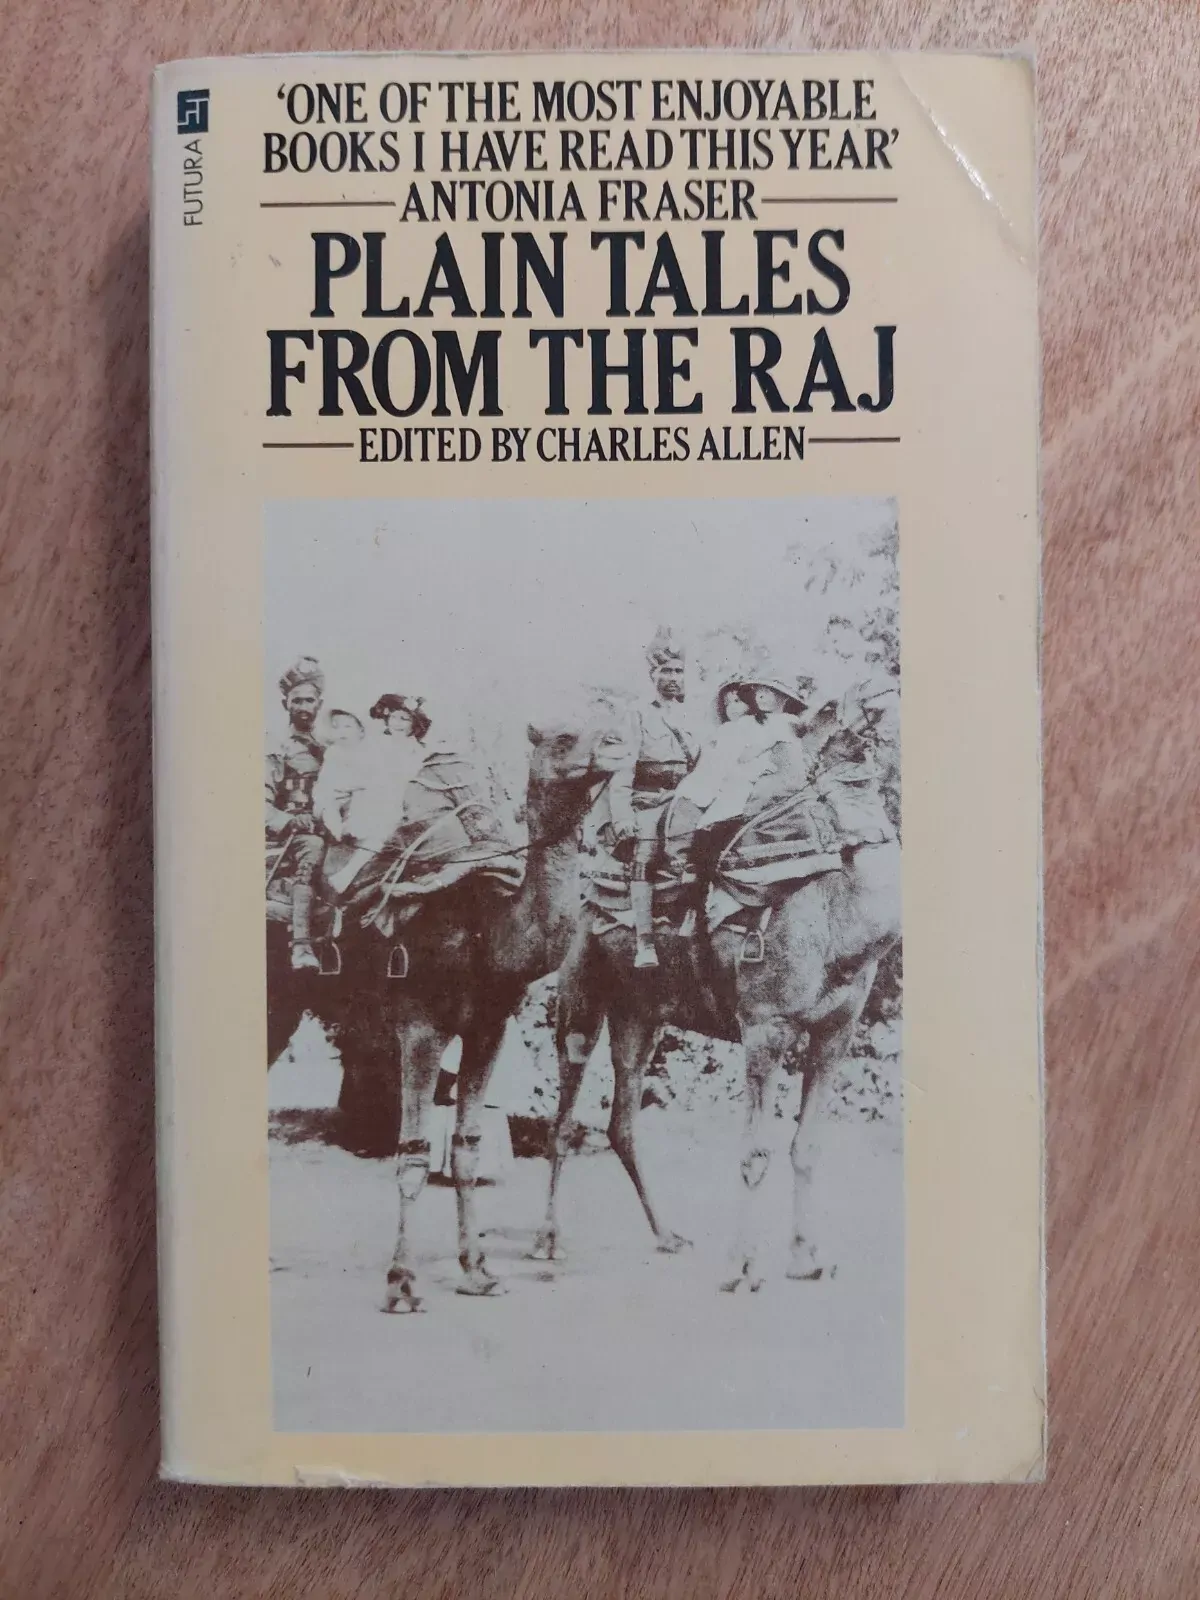 FUTURA
‘ONE OF THE MOST ENJOYABLE
BOOKS I HAVE READ THIS YEAR’
ANTONIA FRASER
PLAIN TALES
FROM THE RAJ
EDITED BY CHARLES ALLEN